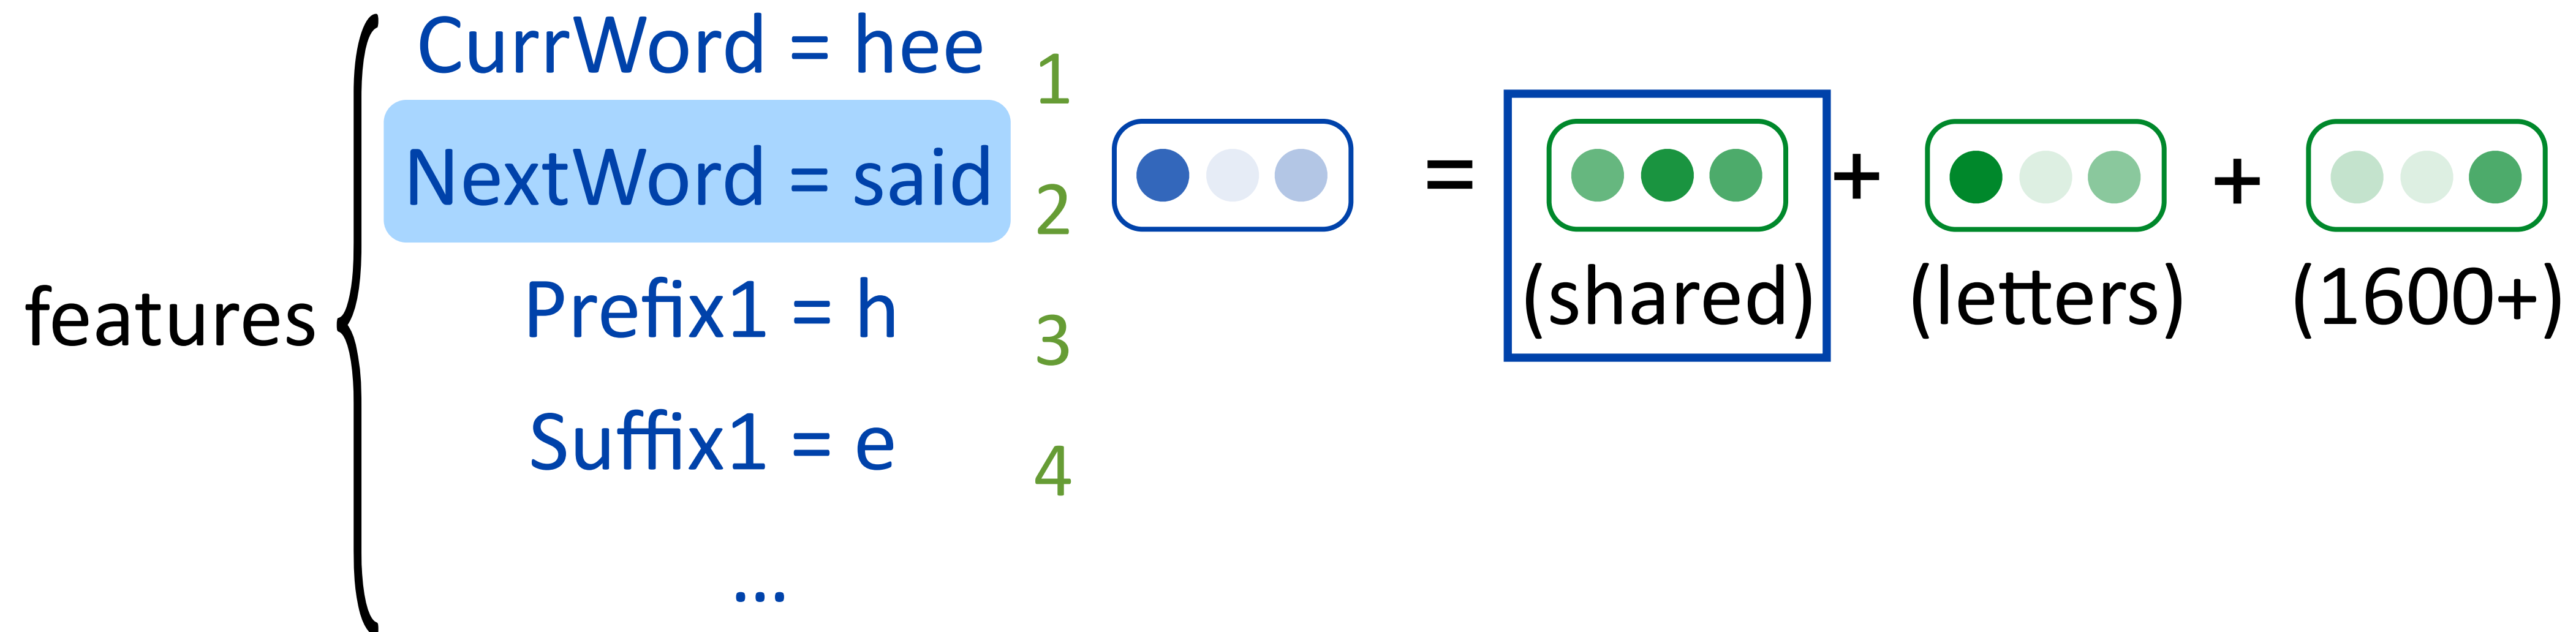 features
CurrWord = hee 1
NextWord = said 2
Prefix1 = h 3
Suffix1 = e 4
...
= + +
(shared) (letters) (1600+)